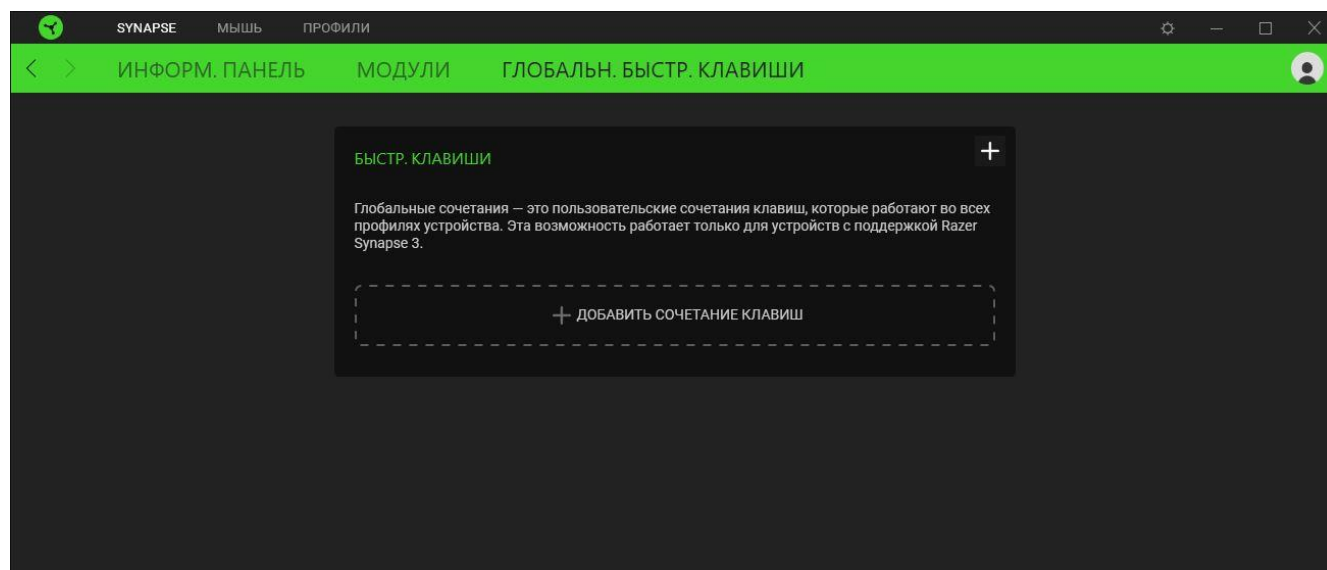 SYNAPSE МЫШЬ ПРОФИЛИ
ИНФОРМ. ПАНЕЛЬ МОДУЛИ ГЛОБАЛЬН. БЫСТР. КЛАВИШИ
БЫСТР. КЛАВИШИ
Глобальные сочетания — это пользовательские сочетания клавиш, которые работают во всех
профилях устройства. Эта возможность работает только для устройств с поддержкой Razer
Synapse 3.
ДОБАВИТЬ СОЧЕТАНИЕ КЛАВИШ